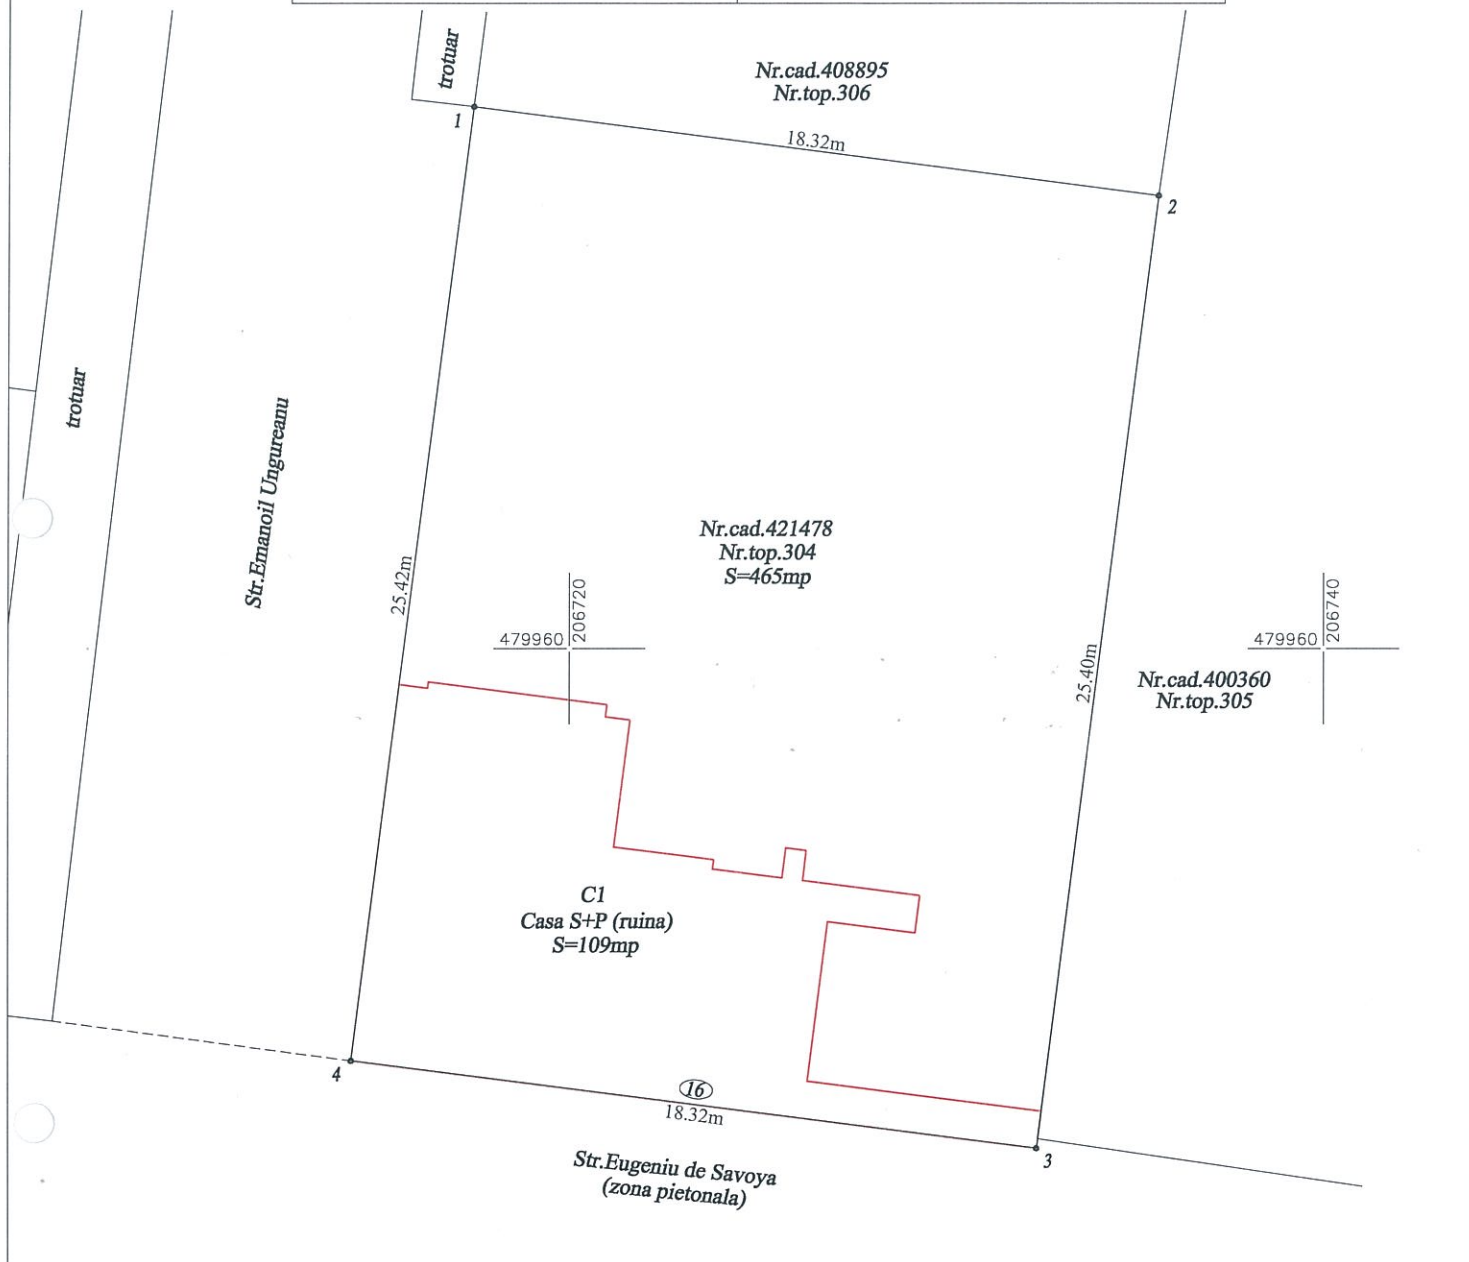 trotuar
Nr.cad.408895
Nr.top.306
1
18.32m
2
trotuar
Str.Emanoil Ungureanu
25.42m
Nr.cad.421478
Nr.top.304
S=465mp
479960
206720
479960
206740
25.40m
Nr.cad.400360
Nr.top.305
C1
Casa S+P (ruina)
S=109mp
4
16
18.32m
3
Str.Eugeniu de Savoya
(zona pietonala)